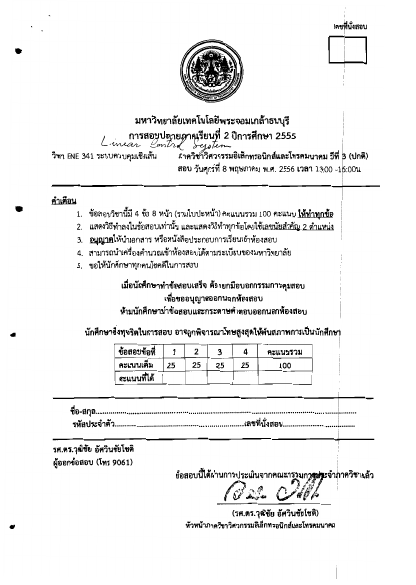 เลขที่นั่งสอบ
มหาวิทยาลัยเทคโนโลยีพระจอมเกล้าธนบุรี
การสอบปลายภาคเรียนที่ 2 ปีการศึกษา 2555
Linear Control System
วิชา ENE 341 ระบบควบคุมเชิงเส้น ภาควิชาวิศวกรรมอิเล็กทรอนิกส์และโทรคมนาคม ปีที่ 3 (ปกติ)
สอบ วันศุกร์ที่ 8 พฤษภาคม พ.ศ. 2556 เวลา 13.00 -16.00น.
คำเตือน
1. ข้อสอบวิชานี้มี 4 ข้อ 8 หน้า (รวมใบปะหน้า) คะแนนรวม 100 คะแนน ให้ทำทุกข้อ
2. แสดงวิธีทำลงในข้อสอบเท่านั้น และแสดงวิธีทำทุกข้อโดยใช้เลขนัยสำคัญ 2 ตำแหน่ง
3. อนุญาตให้นำเอกสาร หรือหนังสือประกอบการเรียนเข้าห้องสอบ
4. สามารถนำเครื่องคำนวณเข้าห้องสอบได้ตามระเบียบของมหาวิทยาลัย
5. ขอให้นักศึกษาทุกคนโชคดีในการสอบ
เมื่อนักศึกษาทำข้อสอบเสร็จ ต้องยกมือบอกกรรมการคุมสอบ
เพื่อขออนุญาตออกนอกห้องสอบ
ห้ามนักศึกษานำข้อสอบและกระดาษคำตอบออกนอกห้องสอบ
นักศึกษาซึ่งทุจริตในการสอบ อาจถูกพิจารณาโทษสูงสุดให้พ้นสภาพการเป็นนักศึกษา
ข้อสอบข้อที่ 1 2 3 4 คะแนนรวม
คะแนนเต็ม 25 25 25 25 100
คะแนนที่ได้
ชื่อ-สกุล
รหัสประจำตัว เลขที่นั่งสอบ
รศ.ดร.วุฒิชัย อัศวินชัยโชติ
ผู้ออกข้อสอบ (โทร 9061)
ข้อสอบนี้ได้ผ่านการประเมินจากคณะกรรมการประจำภาควิชาแล้ว
(รศ.ดร.วุฒิชัย อัศวินชัยโชติ)
หัวหน้าภาควิชาวิศวกรรมอิเล็กทรอนิกส์และโทรคมนาคม